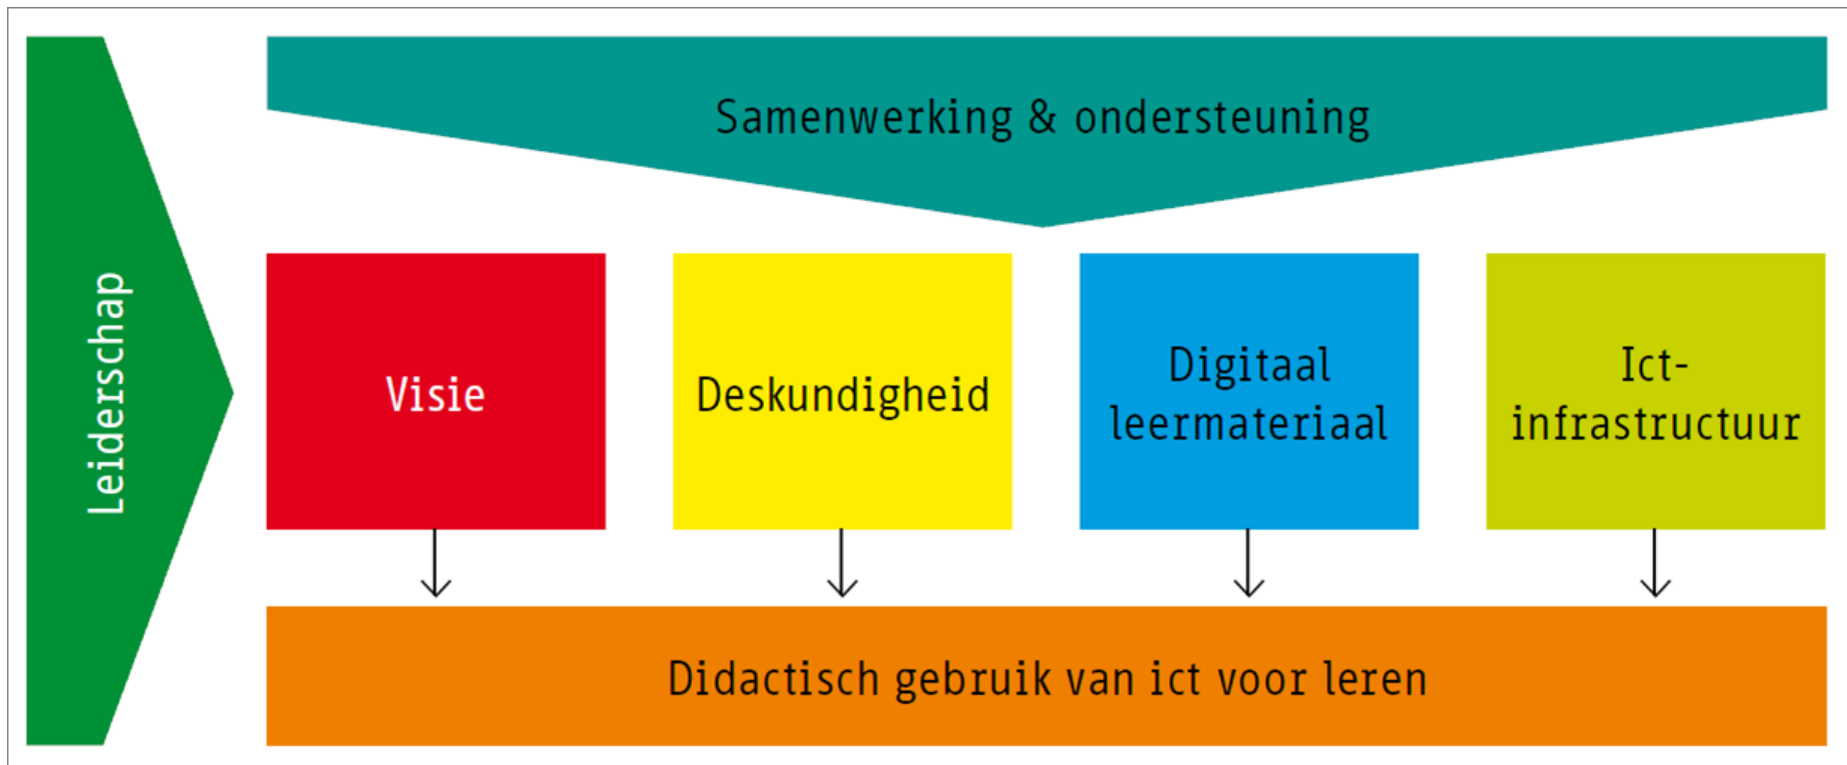 Leiderschap
Samenwerking & ondersteuning
Visie
Deskundigheid
Digitaal
leermateriaal
Ict-
infrastructuur
Didactisch gebruik van ict voor leren